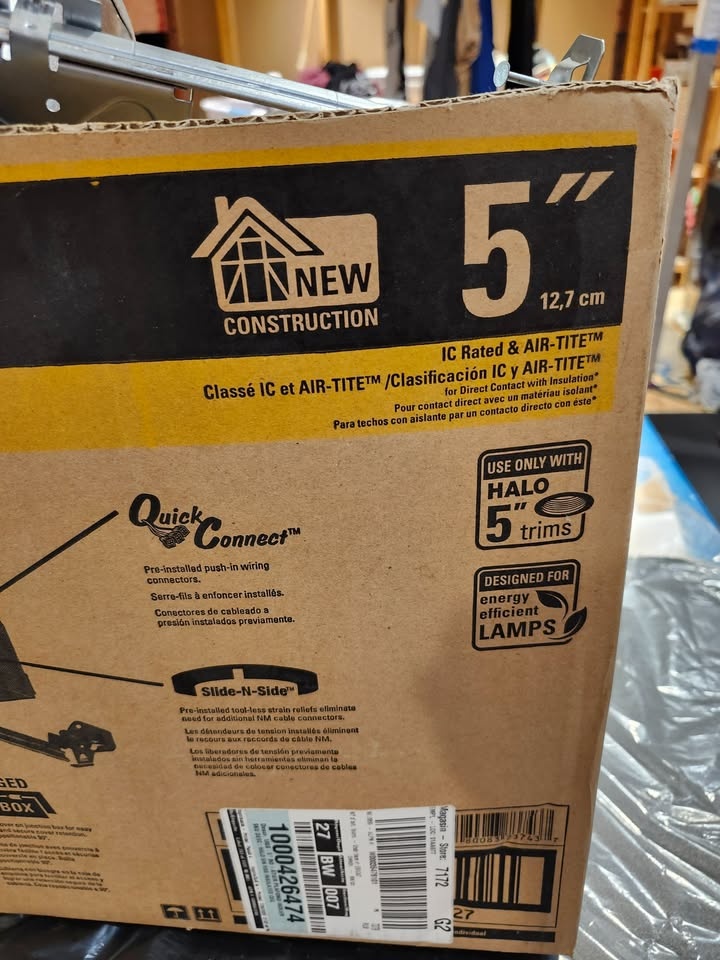 NEW
CONSTRUCTION
5"
12,7 cm
IC Rated & AIR-TITE™
Classé IC et AIR-TITE™ /Clasificación IC y AIR-TITE™
for Direct Contact with Insulation*
Pour contact direct avec un matériau isolant*
Para techos con aislante par un contacto directo con éste*
USE ONLY WITH
HALO
5" trims
Quick Connect™
Pre-installed push-in wiring
connectors.
Serre-fils à enfoncer installés.
Conectores de cableado a
presión instalados previamente.
DESIGNED FOR
energy
efficient
LAMPS
Slide-N-Side™
Pre-installed tool-less strain reliefs eliminate
need for additional NM cable connectors.
Les détendeurs de tension installés éliminent
le recours aux raccords de câble NM.
Los liberadores de tensión previamente
instalados sin herramientas eliminan la
necesidad de colocar conectores de cables
NM adicionales.
BOX
1000426474
27 BW 007
Magasin - Store: 7172
G2
27